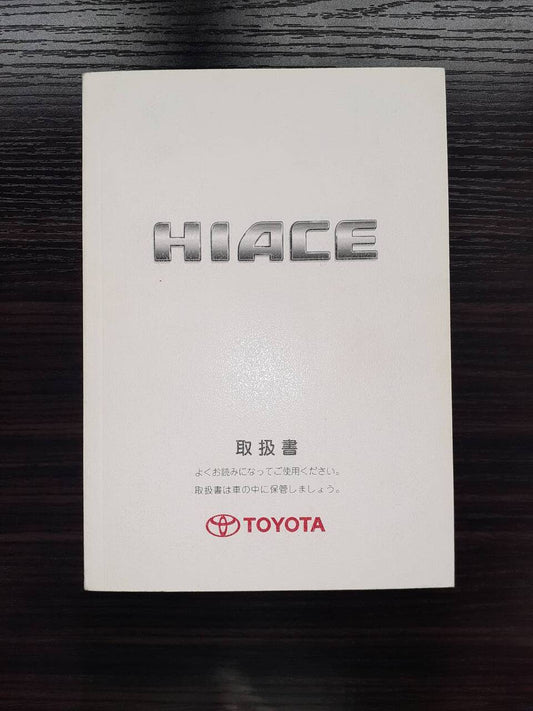 HIACE
取扱書
よくお読みになってご使用ください。
取扱書は車の中に保管しましょう。
TOYOTA